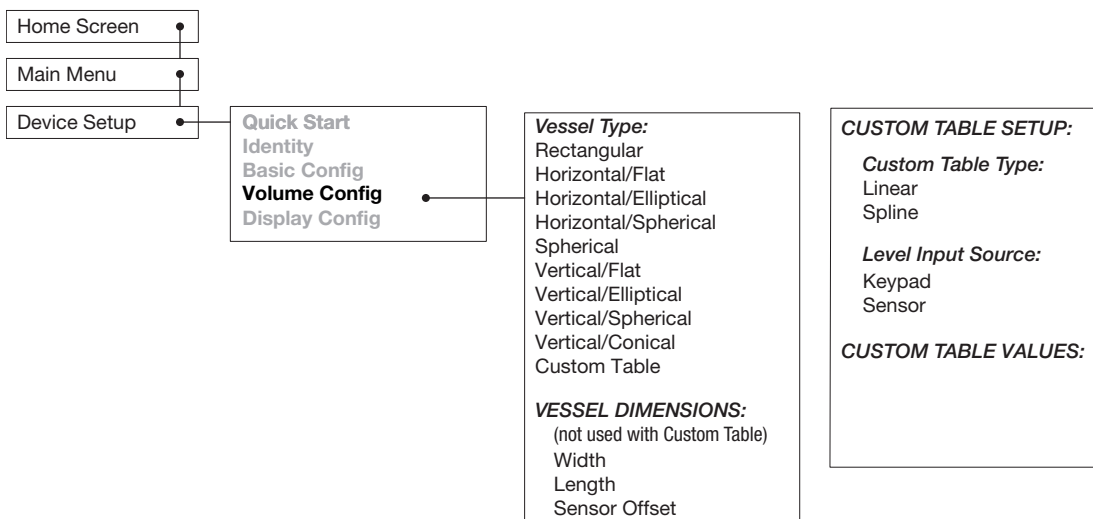 Home Screen
Main Menu
Device Setup
Quick Start
Identity
Basic Config
Volume Config
Display Config
Vessel Type:
Rectangular
Horizontal/Flat
Horizontal/Elliptical
Horizontal/Spherical
Spherical
Vertical/Flat
Vertical/Elliptical
Vertical/Spherical
Vertical/Conical
Custom Table
VESSEL DIMENSIONS:
(not used with Custom Table)
Width
Length
Sensor Offset
CUSTOM TABLE SETUP:
Custom Table Type:
Linear
Spline
Level Input Source:
Keypad
Sensor
CUSTOM TABLE VALUES: